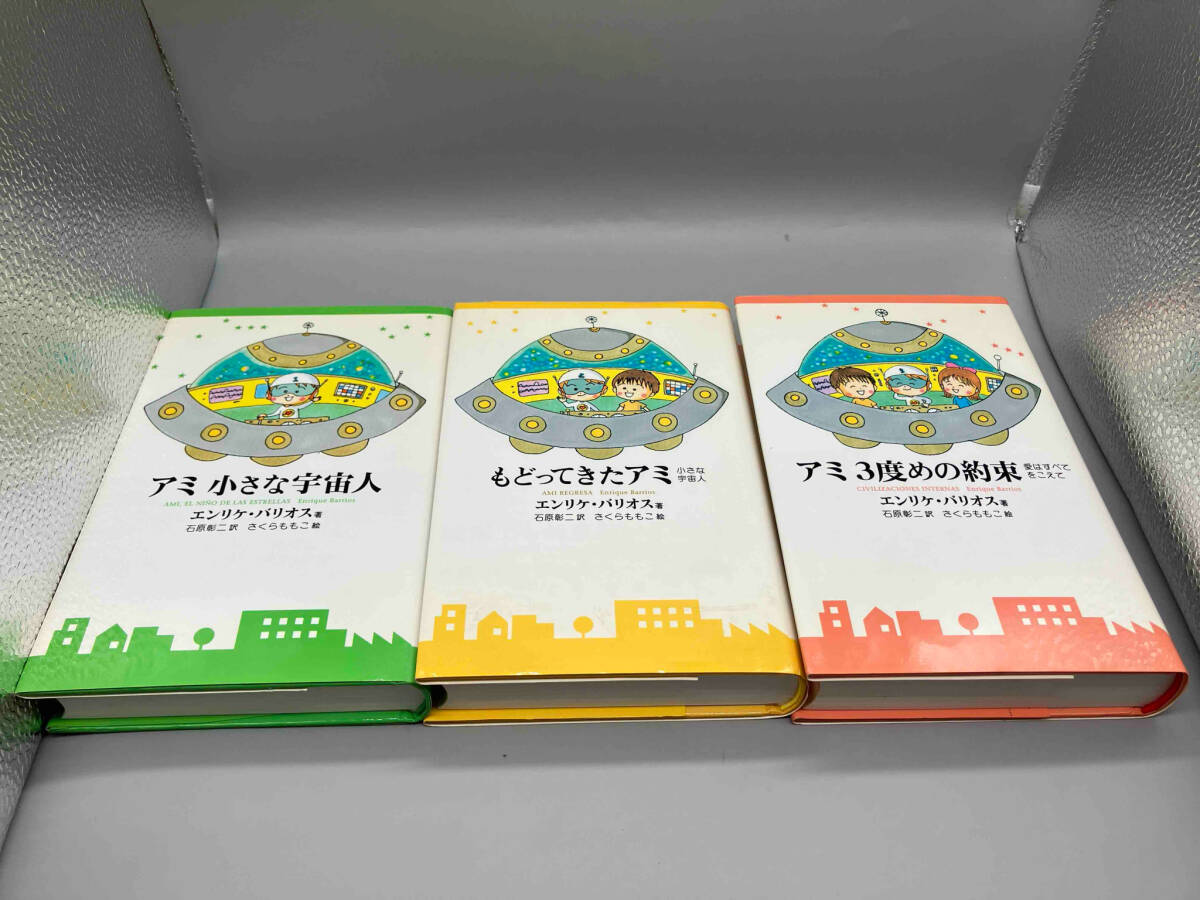 アミ 小さな宇宙人
AMI, EL NIÑO DE LAS ESTRELLAS Enrique Barrios
エンリケ・バリオス 著
石原彰二 訳 さくらももこ 絵
もどってきたアミ 小さな
宇宙人
AMI REGRESA Enrique Barrios
エンリケ・バリオス 著
石原彰二 訳 さくらももこ 絵
アミ 3度めの約束 愛はすべて
をこえて
CIVILIZACIONES INTERNAS Enrique Barrios
エンリケ・バリオス 著
石原彰二 訳 さくらももこ 絵